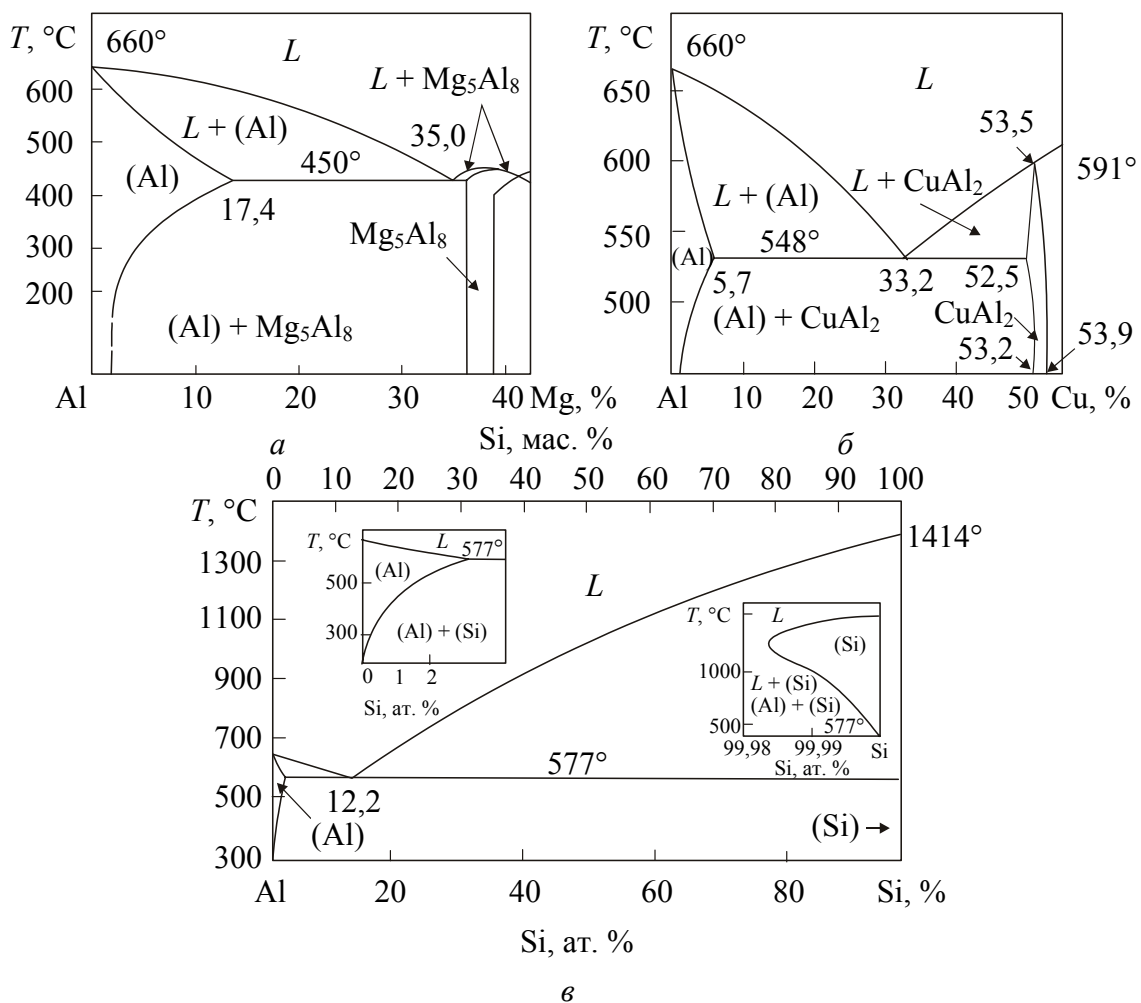 T, °C
660°
L
L + Mg₅Al₈
600
L + (Al)
35,0
500
(Al)
450°
400
17,4
Mg₅Al₈
300
200
(Al) + Mg₅Al₈
Al 10 20 30 40 Mg, %
а
T, °C
660°
L
650
53,5
600
L + CuAl₂
591°
L + (Al)
550
548°
(Al)
5,7 33,2 52,5
500
(Al) + CuAl₂
CuAl₂
53,9
53,2
Al 10 20 30 40 50 Cu, %
б
Si, мас. %
0 10 20 30 40 50 60 70 80 90 100
T, °C
1414°
1300
L
1100
900
700
577°
500
12,2
(Al)
(Si)
300
Al 20 40 60 80 Si, %
Si, ат. %
T, °C
L
577°
(Al)
500
300
(Al) + (Si)
0 1 2
Si, ат. %
T, °C
L
(Si)
1000
L + (Si)
(Al) + (Si)
500
577°
99,98 99,99 Si
Si, ат. %
в